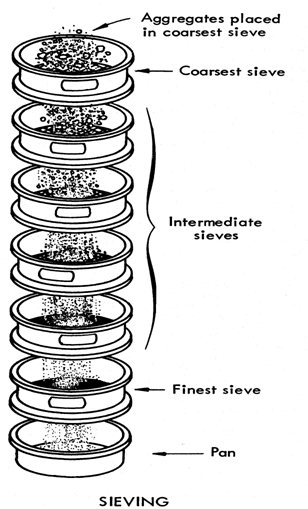 Aggregates placed
in coarsest sieve
Coarsest sieve
Intermediate
sieves
Finest sieve
Pan
SIEVING